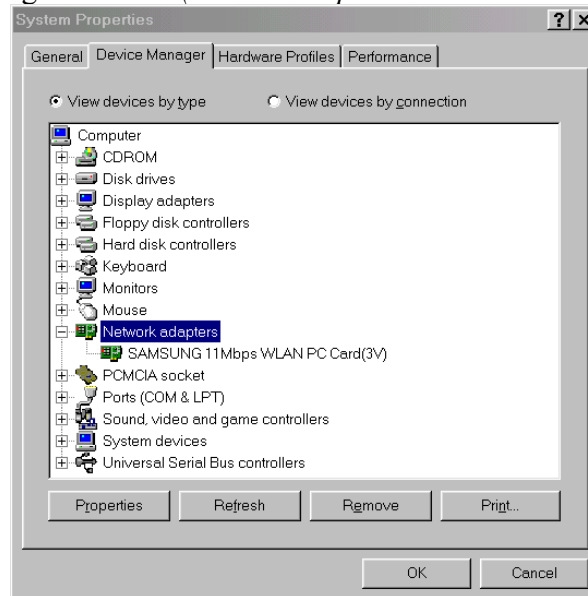 System Properties
General Device Manager Hardware Profiles Performance
View devices by type View devices by connection
Computer
CDROM
Disk drives
Display adapters
Floppy disk controllers
Hard disk controllers
Keyboard
Monitors
Mouse
Network adapters
SAMSUNG 11Mbps WLAN PC Card(3V)
PCMCIA socket
Ports (COM & LPT)
Sound, video and game controllers
System devices
Universal Serial Bus controllers
Properties Refresh Remove Print...
OK Cancel